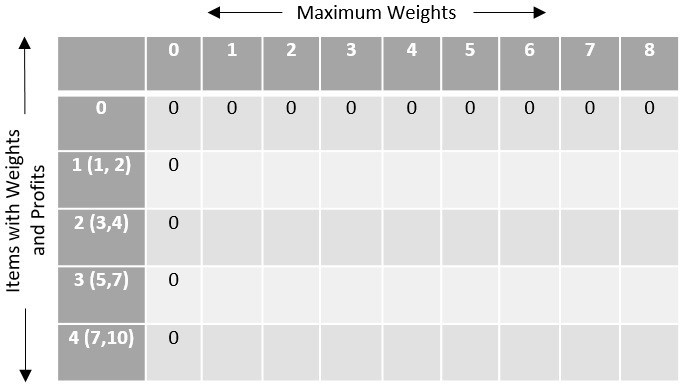 Maximum Weights
0 1 2 3 4 5 6 7 8
Items with Weights
and Profits
0 0 0 0 0 0 0 0 0 0
1 (1, 2) 0
2 (3,4) 0
3 (5,7) 0
4 (7,10) 0